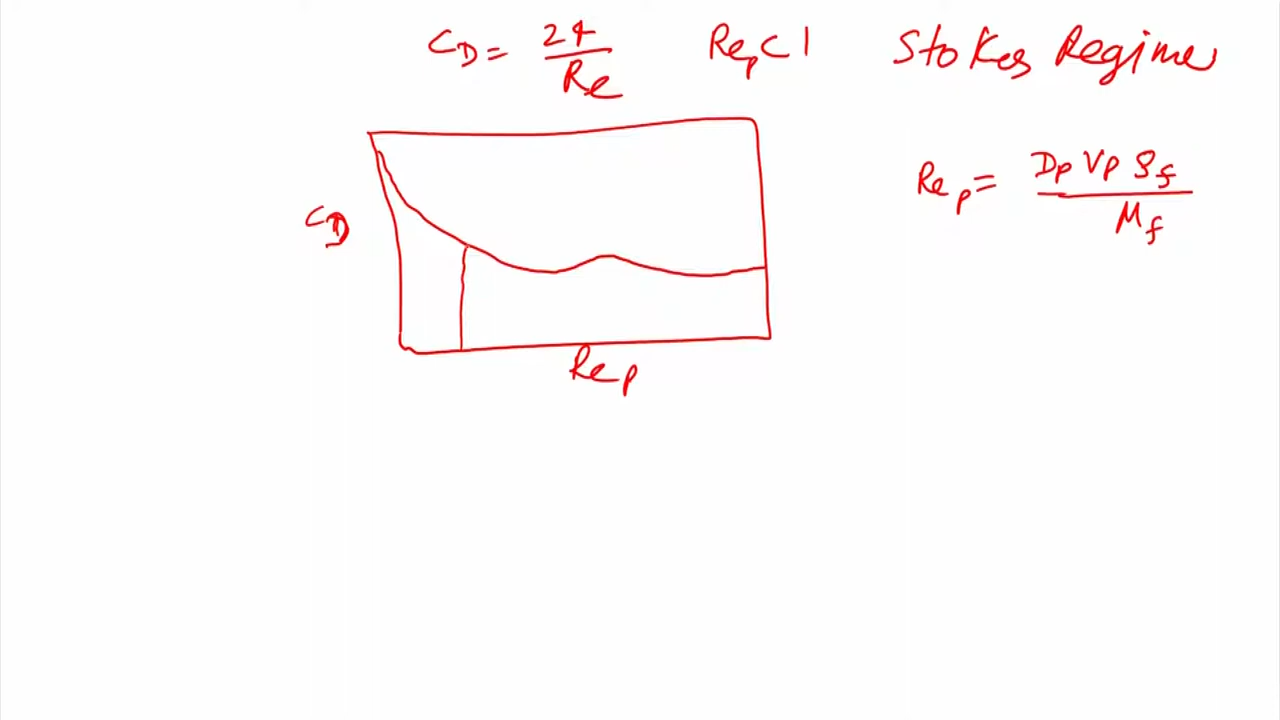 C_D = 24/Re Re_p < 1 Stokes Regime
Re_p = D_p V_p ρ_f / μ_f
C_D
Re_p